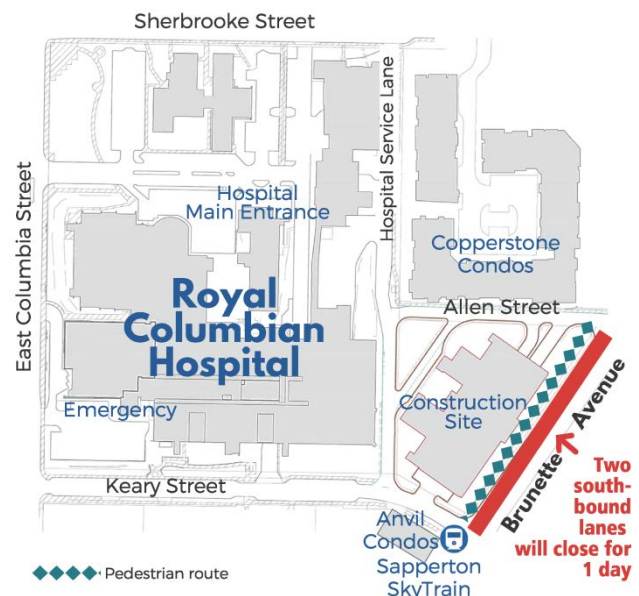 Sherbrooke Street
East Columbia Street
Hospital Service Lane
Hospital
Main Entrance
Copperstone
Condos
Royal
Columbian
Hospital
Allen Street
Emergency
Construction
Site
Brunette Avenue
Keary Street
Two
south-
bound
lanes
will close for
1 day
Anvil
Condos
Sapperton
SkyTrain
Pedestrian route